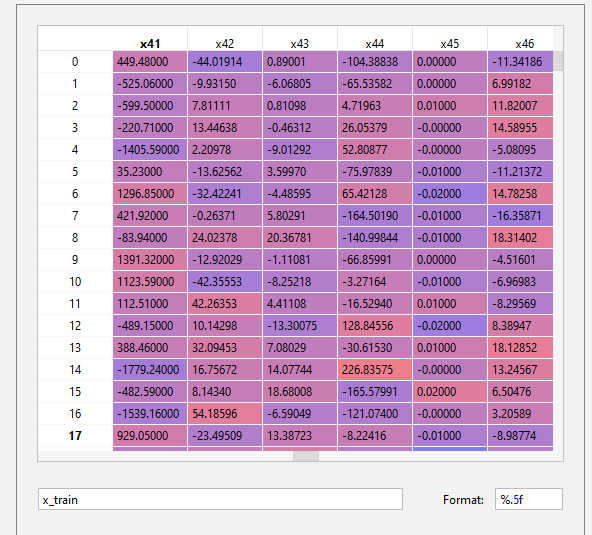 x41 x42 x43 x44 x45 x46
0 449.48000 -44.01914 0.89001 -104.38838 0.00000 -11.34186
1 -525.06000 -9.93150 -6.06805 -65.53582 0.00000 6.99182
2 -599.50000 7.81111 0.81098 4.71963 0.01000 11.82007
3 -220.71000 13.44638 -0.46312 26.05379 -0.00000 14.58955
4 -1405.59000 2.20978 -9.01292 52.80877 -0.00000 -5.08095
5 35.23000 -13.62562 3.59970 -75.97839 -0.01000 -11.21372
6 1296.85000 -32.42241 -4.48595 65.42128 -0.02000 14.78258
7 421.92000 -0.26371 5.80291 -164.50190 -0.01000 -16.35871
8 -83.94000 24.02378 20.36781 -140.99844 -0.01000 18.31402
9 1391.32000 -12.92029 -1.11081 -66.85991 0.00000 -4.51601
10 1123.59000 -42.35553 -8.25218 -3.27164 -0.01000 -6.96983
11 112.51000 42.26353 4.41108 -16.52940 0.01000 -8.29569
12 -489.15000 10.14298 -13.30075 128.84556 -0.02000 8.38947
13 388.46000 32.09453 7.08029 -30.61530 0.01000 18.12852
14 -1779.24000 16.75672 14.07744 226.83575 -0.00000 13.24567
15 -482.59000 8.14340 18.68008 -165.57991 0.02000 6.50476
16 -1539.16000 54.18596 -6.59049 -121.07400 -0.00000 3.20589
17 929.05000 -23.49509 13.38723 -8.22416 -0.01000 -8.98774
x_train Format: %.5f